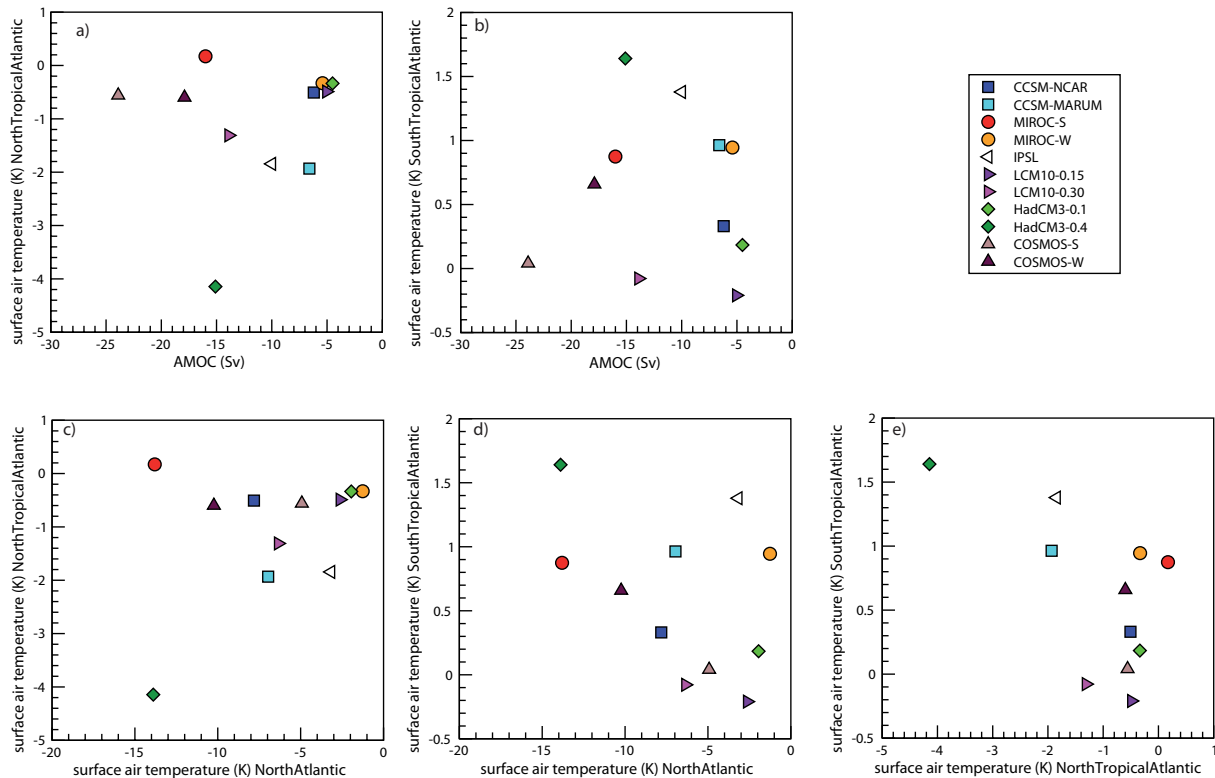 a)
1
0
-1
-2
-3
-4
-5
surface air temperature (K) NorthTropicalAtlantic
-30
-25
-20
-15
-10
-5
0
AMOC (Sv)
b)
2
1.5
1
0.5
0
-0.5
surface air temperature (K) SouthTropicalAtlantic
-30
-25
-20
-15
-10
-5
0
AMOC (Sv)
CCSM-NCAR
CCSM-MARUM
MIROC-S
MIROC-W
IPSL
LCM10-0.15
LCM10-0.30
HadCM3-0.1
HadCM3-0.4
COSMOS-S
COSMOS-W
c)
1
0
-1
-2
-3
-4
-5
surface air temperature (K) NorthTropicalAtlantic
-20
-15
-10
-5
0
surface air temperature (K) NorthAtlantic
d)
2
1.5
1
0.5
0
-0.5
surface air temperature (K) SouthTropicalAtlantic
-20
-15
-10
-5
0
surface air temperature (K) NorthAtlantic
e)
2
1.5
1
0.5
0
-0.5
surface air temperature (K) SouthTropicalAtlantic
-5
-4
-3
-2
-1
0
1
surface air temperature (K) NorthTropicalAtlantic